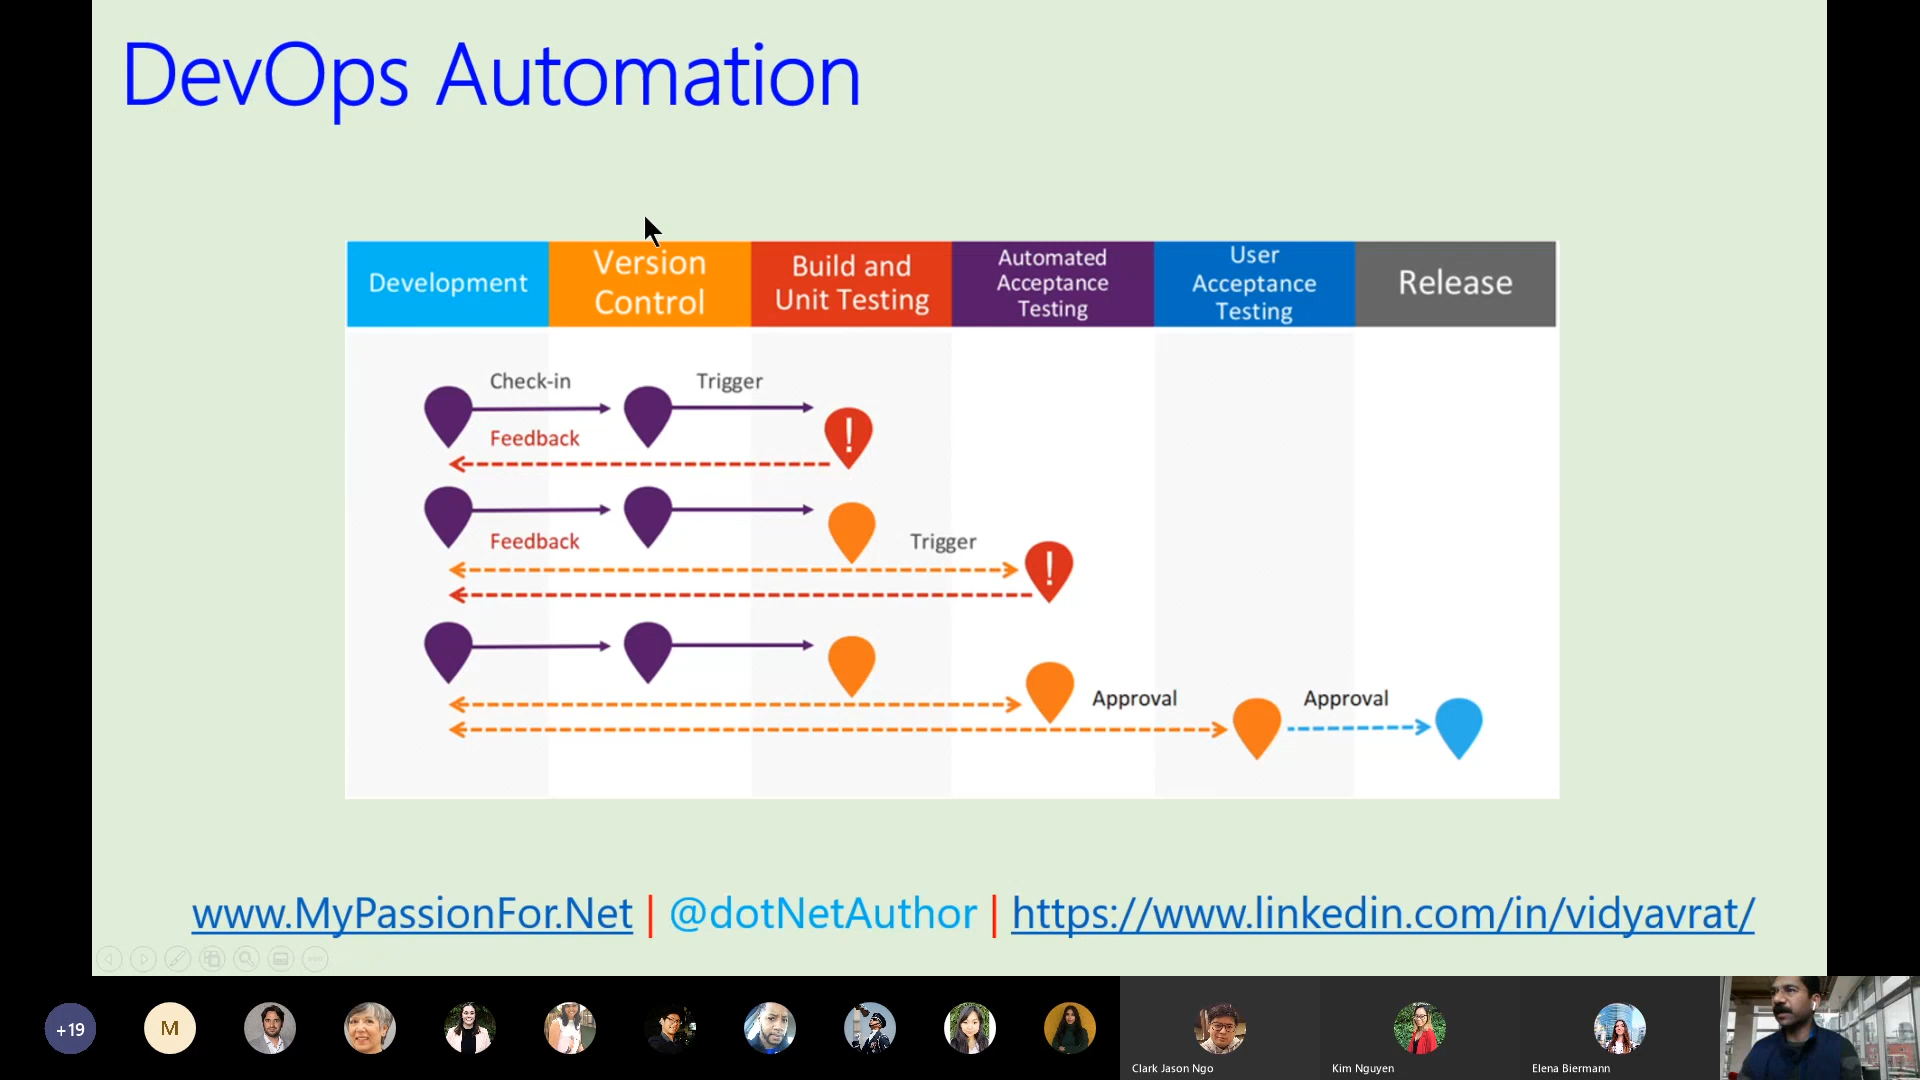 DevOps Automation
Development
Version
Control
Build and
Unit Testing
Automated
Acceptance
Testing
User
Acceptance
Testing
Release
Check-in
Trigger
!
Feedback
Feedback
Trigger
!
Approval
Approval
www.MyPassionFor.Net | @dotNetAuthor | https://www.linkedin.com/in/vidyavrat/
+19
M
Clark Jason Ngo
Kim Nguyen
Elena Biermann